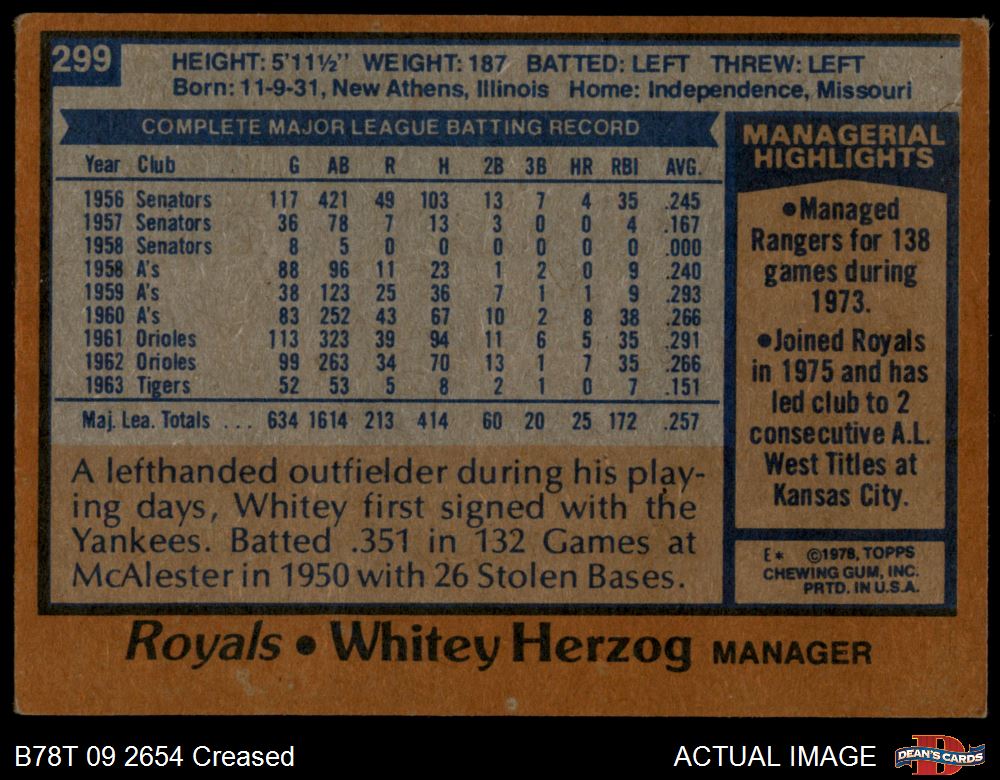 299
HEIGHT: 5'11½" WEIGHT: 187 BATTED: LEFT THREW: LEFT
Born: 11-9-31, New Athens, Illinois Home: Independence, Missouri
COMPLETE MAJOR LEAGUE BATTING RECORD
Year Club G AB R H 2B 3B HR RBI AVG.
1956 Senators 117 421 49 103 13 7 4 35 .245
1957 Senators 36 78 7 13 3 0 0 4 .167
1958 Senators 8 5 0 0 0 0 0 0 .000
1958 A's 88 96 11 23 1 2 0 9 .240
1959 A's 38 123 25 36 7 1 1 9 .293
1960 A's 83 252 43 67 10 2 8 38 .266
1961 Orioles 113 323 39 94 11 6 5 35 .291
1962 Orioles 99 263 34 70 13 1 7 35 .266
1963 Tigers 52 53 5 8 2 1 0 7 .151
Maj. Lea. Totals ... 634 1614 213 414 60 20 25 172 .257
A lefthanded outfielder during his play-
ing days, Whitey first signed with the
Yankees. Batted .351 in 132 Games at
McAlester in 1950 with 26 Stolen Bases.
MANAGERIAL
HIGHLIGHTS
•Managed
Rangers for 138
games during
1973.
•Joined Royals
in 1975 and has
led club to 2
consecutive A.L.
West Titles at
Kansas City.
E* ©1978, TOPPS
CHEWING GUM, INC.
PRTD. IN U.S.A.
Royals • Whitey Herzog MANAGER
B78T 09 2654 Creased
ACTUAL IMAGE
DEAN'S CARDS